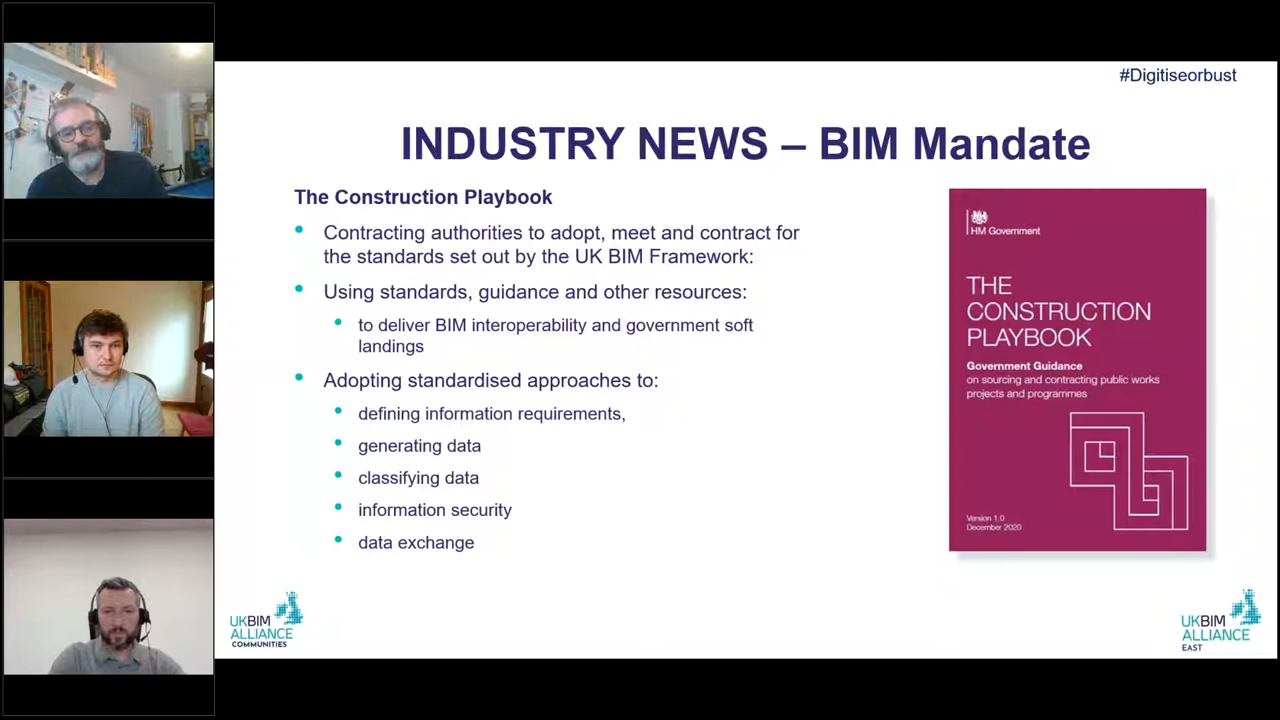 #Digitiseorbust
INDUSTRY NEWS – BIM Mandate
The Construction Playbook
• Contracting authorities to adopt, meet and contract for
the standards set out by the UK BIM Framework:
• Using standards, guidance and other resources:
• to deliver BIM interoperability and government soft
landings
• Adopting standardised approaches to:
• defining information requirements,
• generating data
• classifying data
• information security
• data exchange
HM Government
THE
CONSTRUCTION
PLAYBOOK
Government Guidance
on sourcing and contracting public works
projects and programmes
Version 1.0
December 2020
UKBIM
ALLIANCE
COMMUNITIES
UKBIM
ALLIANCE
EAST